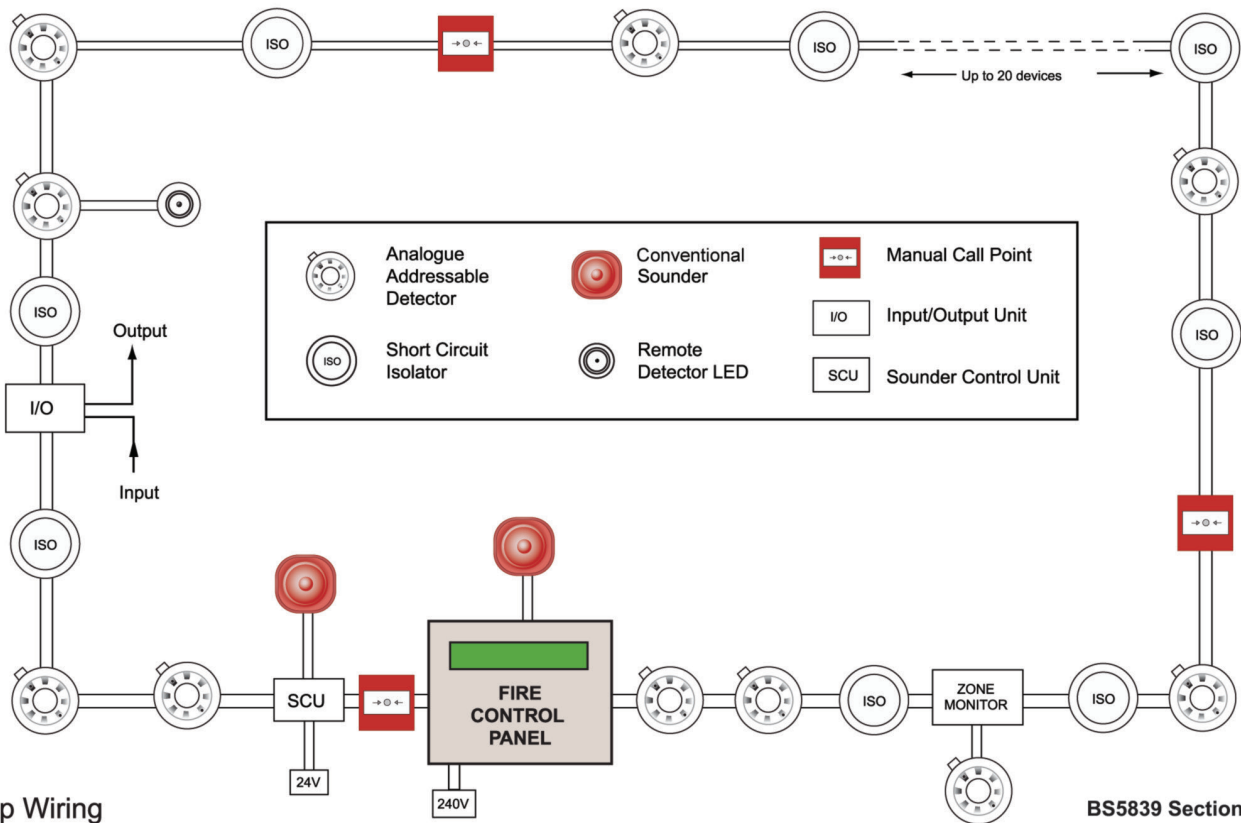 ISO
ISO
ISO
Up to 20 devices
Analogue
Addressable
Detector
Conventional
Sounder
Manual Call Point
ISO
Short Circuit
Isolator
Remote
Detector LED
I/O
Input/Output Unit
SCU
Sounder Control Unit
ISO
Output
I/O
Input
ISO
ISO
SCU
24V
FIRE
CONTROL
PANEL
240V
ISO
ZONE
MONITOR
ISO
p Wiring
BS5839 Section